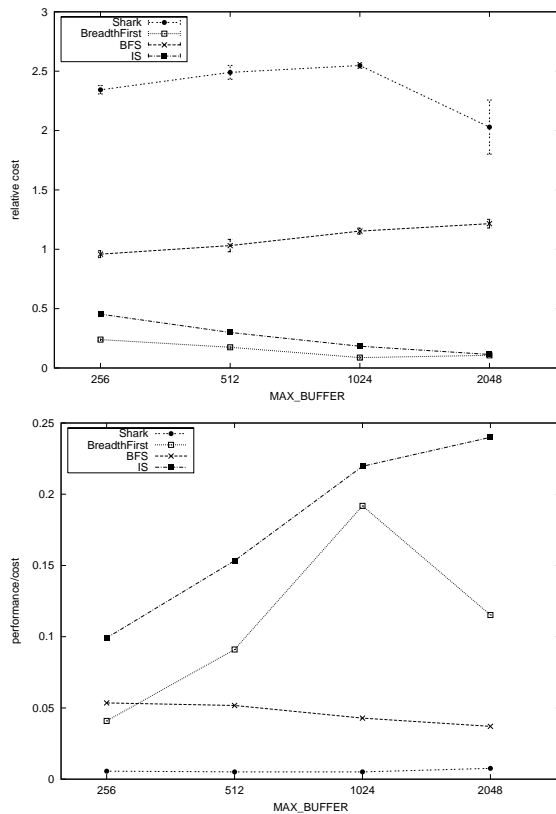 3
2.5
2
1.5
1
0.5
0
relative cost
Shark
BreadthFirst
BFS
IS
256 512 1024 2048
MAX_BUFFER
0.25
0.2
0.15
0.1
0.05
0
performance/cost
Shark
BreadthFirst
BFS
IS
256 512 1024 2048
MAX_BUFFER